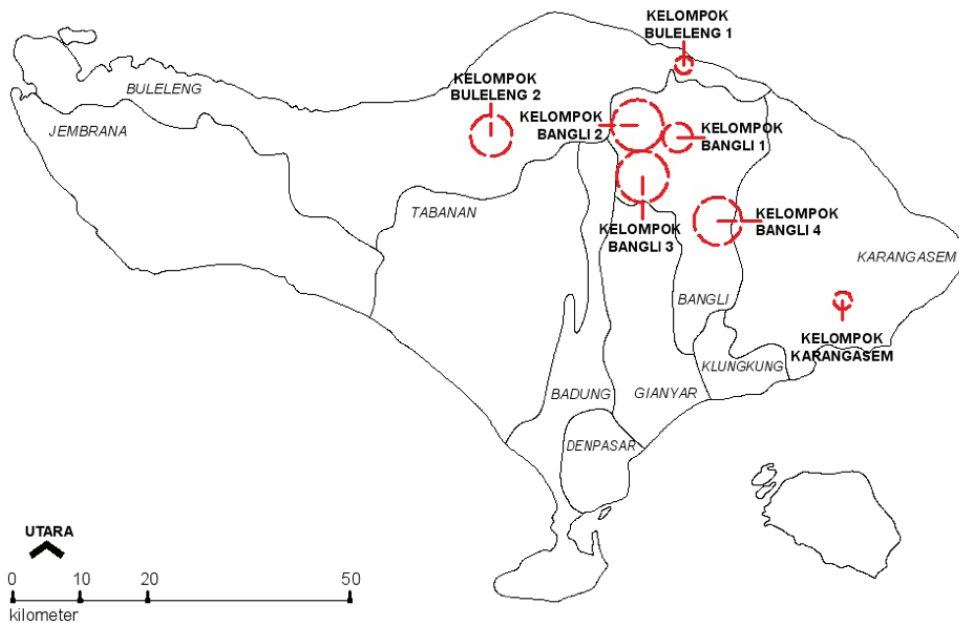 KELOMPOK
BULELENG 1
KELOMPOK
BULELENG 2
BULELENG
JEMBRANA
KELOMPOK
BANGLI 2
KELOMPOK
BANGLI 1
TABANAN
KELOMPOK
BANGLI 3
KELOMPOK
BANGLI 4
KARANGASEM
BANGLI
KELOMPOK
KARANGASEM
KLUNGKUNG
BADUNG
GIANYAR
DENPASAR
UTARA
0 10 20 50
kilometer